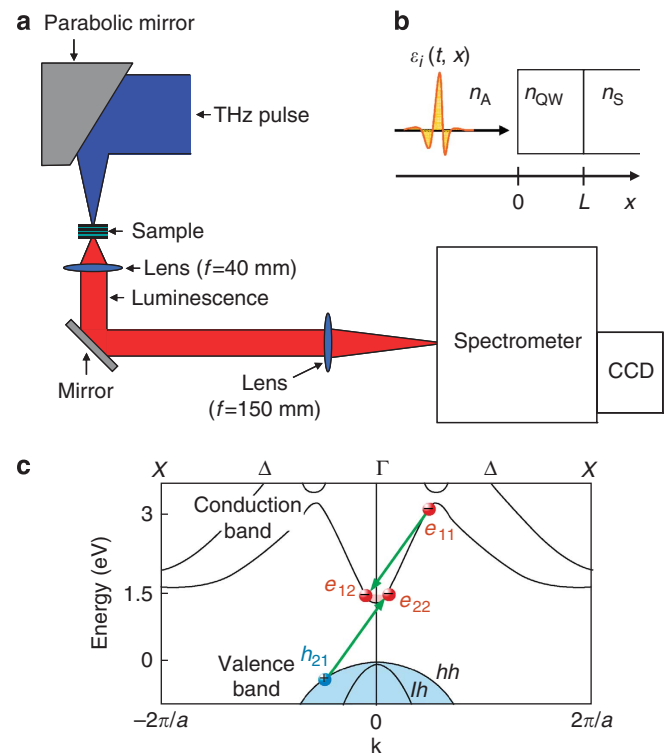 a
Parabolic mirror
THz pulse
Sample
Lens (f=40 mm)
Luminescence
Mirror
Lens
(f=150 mm)
Spectrometer
CCD
b
εi (t, x)
nA
nQW
nS
0
L
x
c
X
Δ
Γ
Δ
X
Conduction
band
3
1.5
0
Energy (eV)
e11
e12
e22
h21
Valence
band
hh
lh
–2π/a
0
2π/a
k